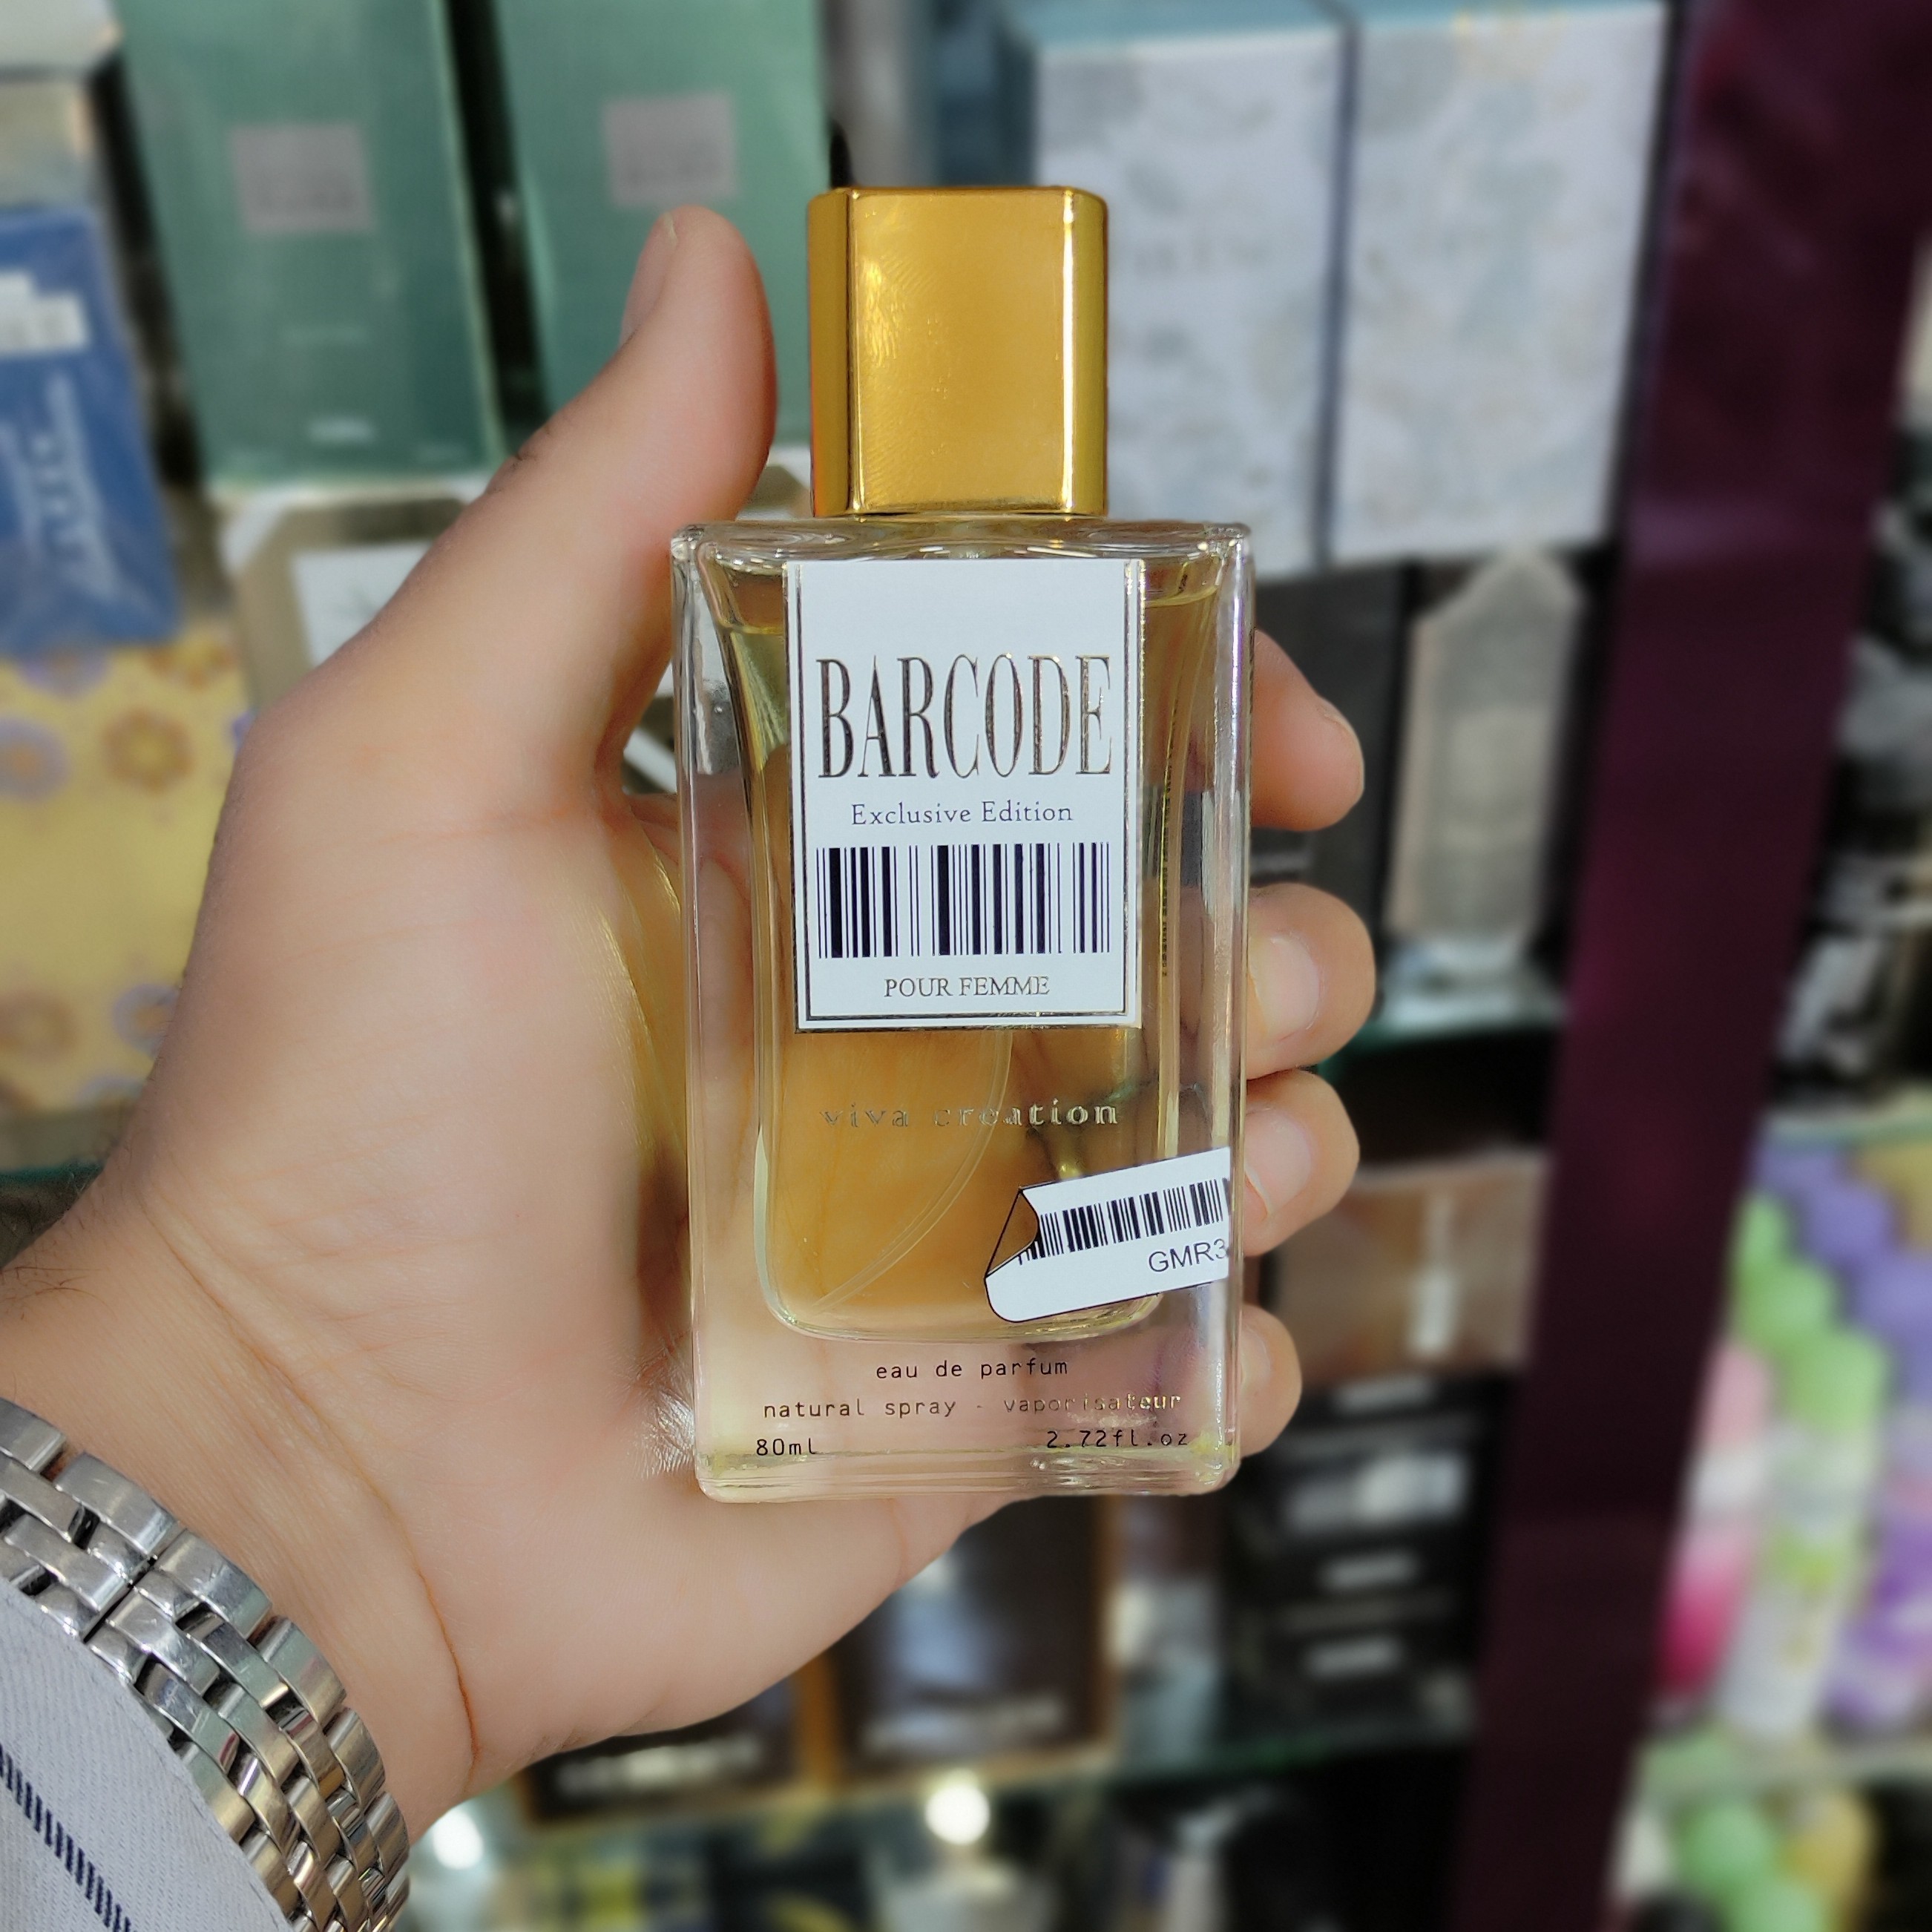 BARCODE
Exclusive Edition
POUR FEMME
viva creation
GMR3
eau de parfum
natural spray - vaporisateur
80ml 2.72fl.oz